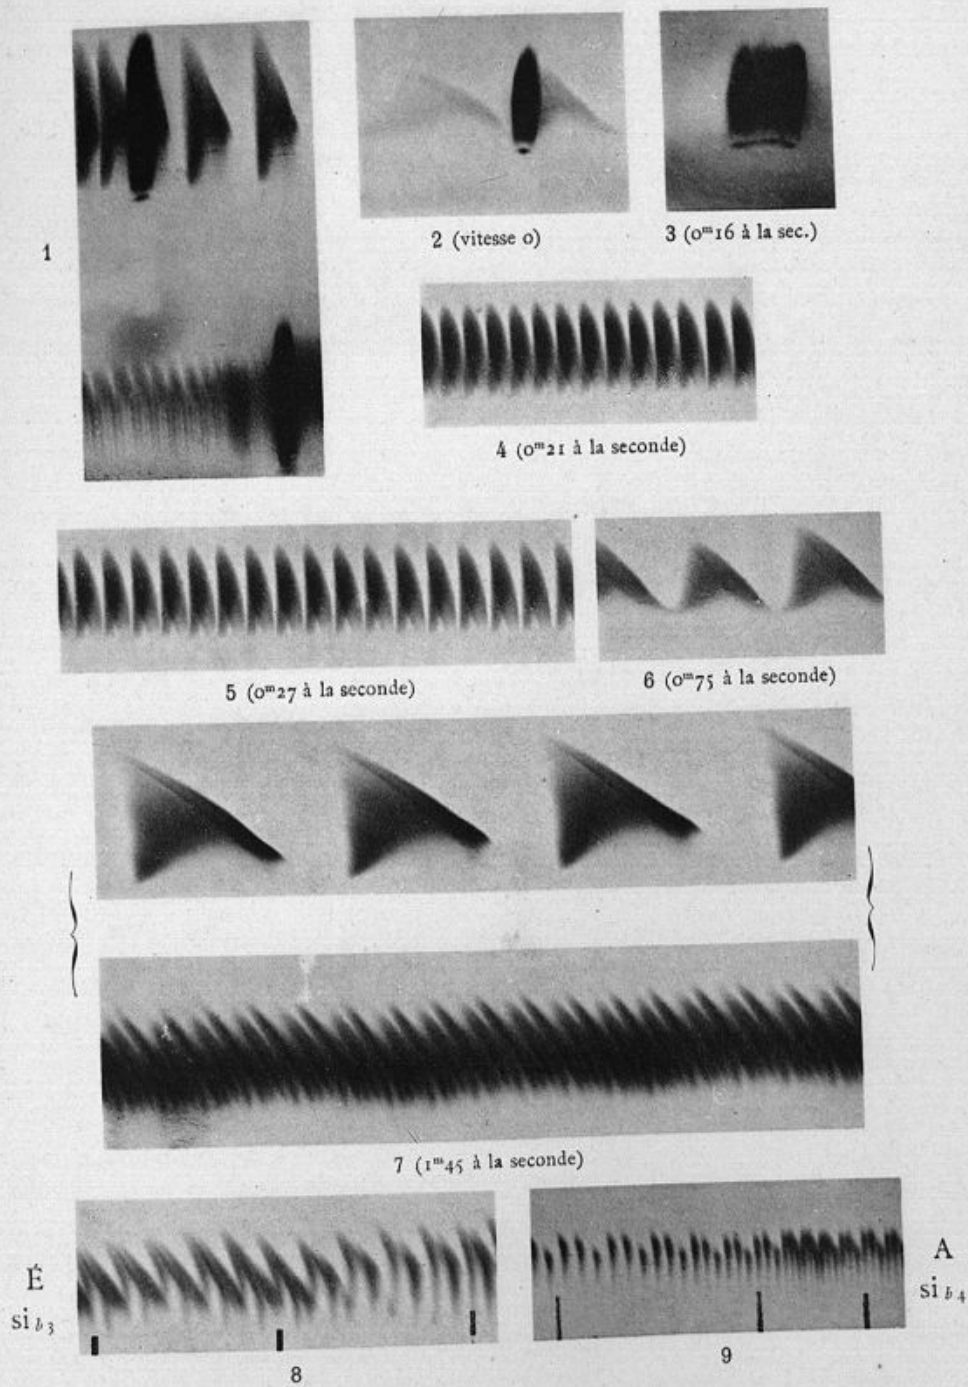 1
2 (vitesse 0)
3 (0ᵐ16 à la sec.)
4 (0ᵐ21 à la seconde)
5 (0ᵐ27 à la seconde)
6 (0ᵐ75 à la seconde)
7 (1ᵐ45 à la seconde)
É
si b 3
8
A
si b 4
9